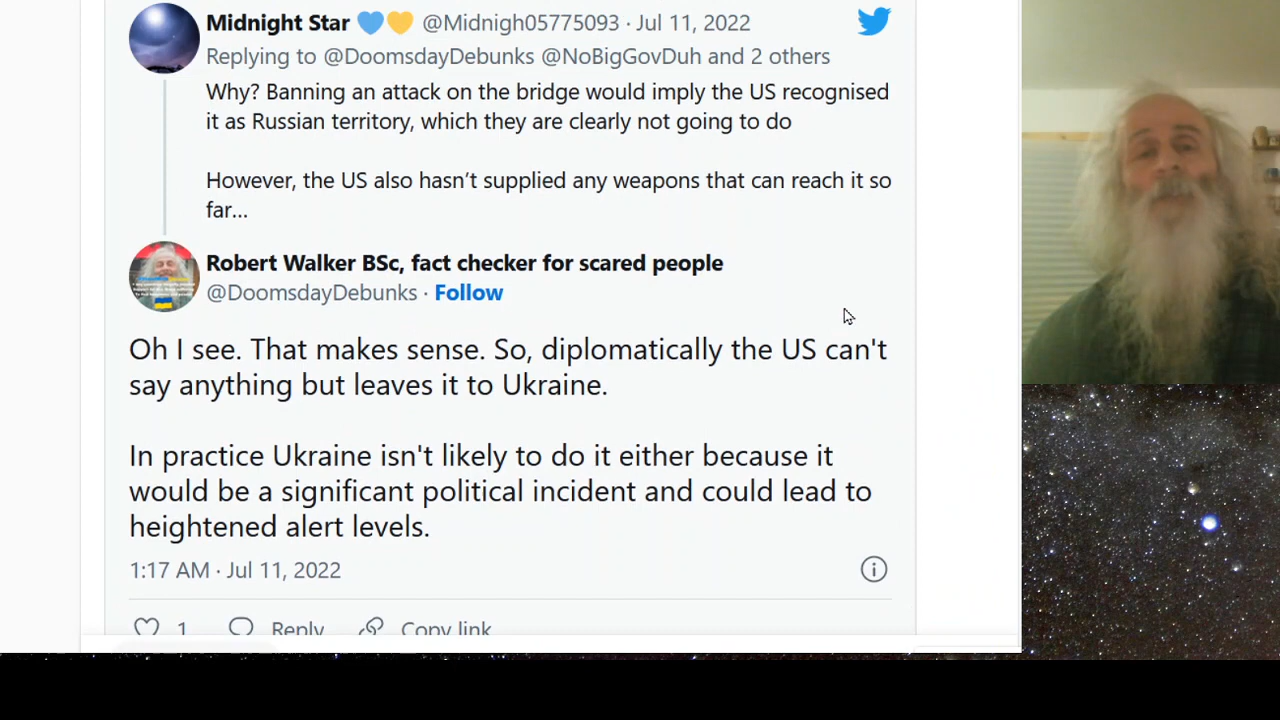 Midnight Star 💙💛 @Midnigh05775093 · Jul 11, 2022
Replying to @DoomsdayDebunks @NoBigGovDuh and 2 others
Why? Banning an attack on the bridge would imply the US recognised
it as Russian territory, which they are clearly not going to do
However, the US also hasn’t supplied any weapons that can reach it so
far...
Robert Walker BSc, fact checker for scared people
@DoomsdayDebunks · Follow
Oh I see. That makes sense. So, diplomatically the US can't
say anything but leaves it to Ukraine.
In practice Ukraine isn't likely to do it either because it
would be a significant political incident and could lead to
heightened alert levels.
1:17 AM · Jul 11, 2022
1 Reply Copy link